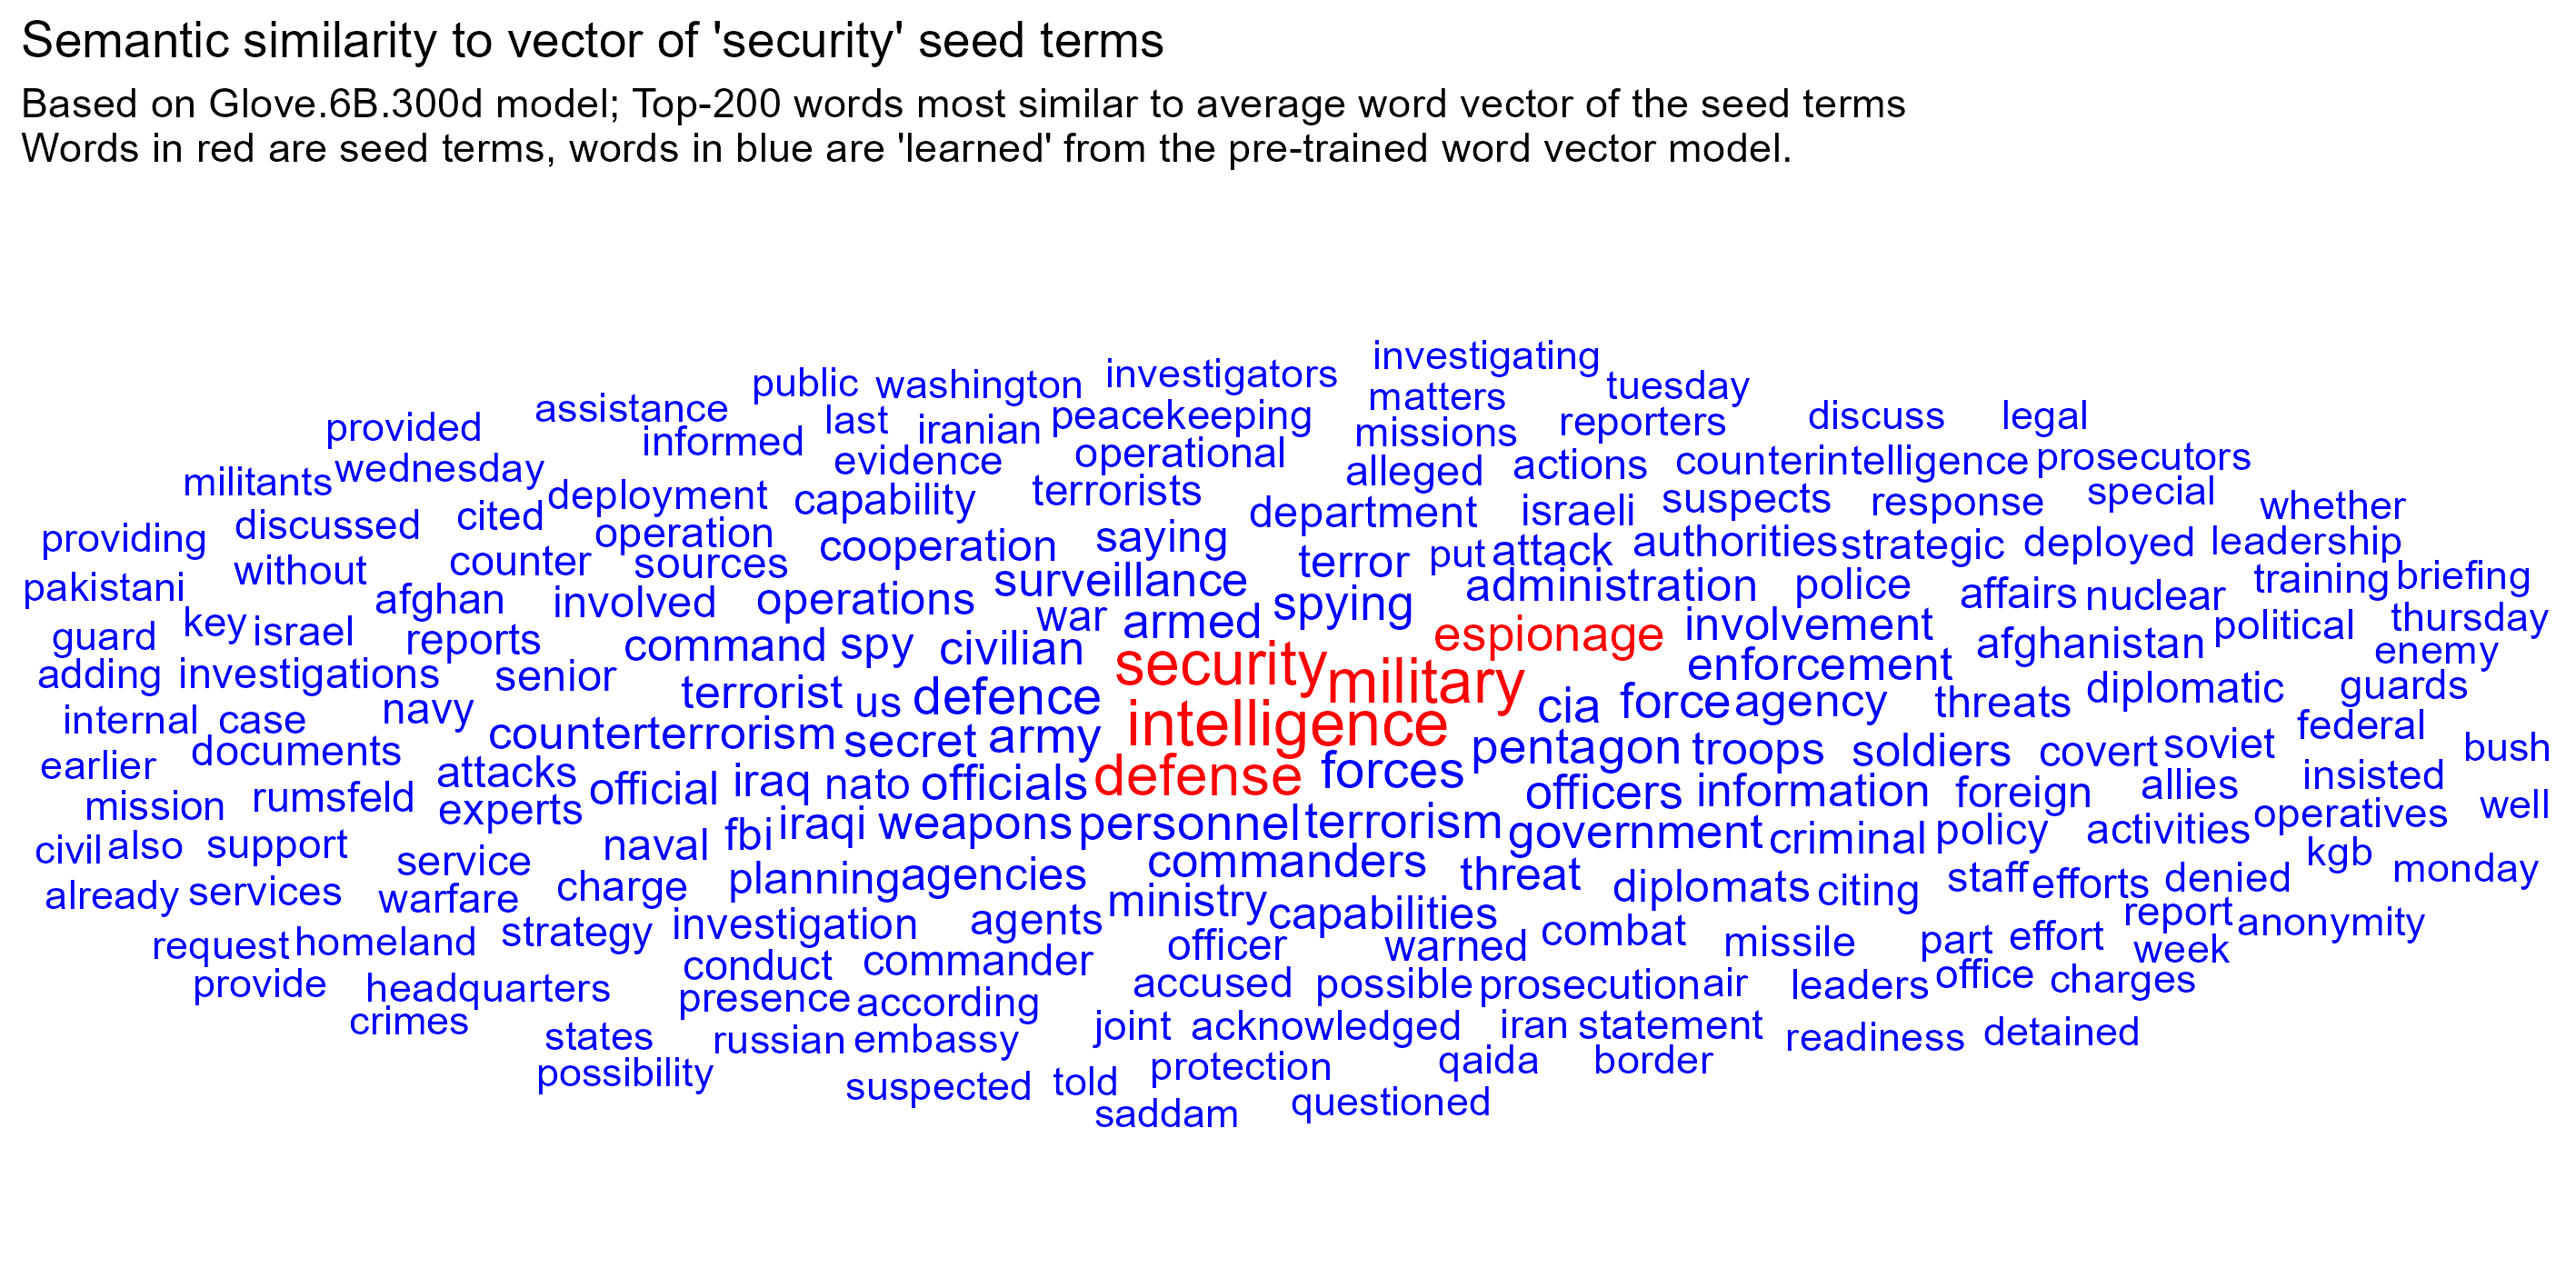 Semantic similarity to vector of 'security' seed terms
Based on Glove.6B.300d model; Top-200 words most similar to average word vector of the seed terms
Words in red are seed terms, words in blue are 'learned' from the pre-trained word vector model.
investigating
public washington investigators matters tuesday
provided assistance last iranian peacekeeping missions reporters discuss legal
informed evidence operational alleged actions counterintelligence prosecutors
militants wednesday deployment capability terrorists suspects response special whether
providing discussed cited operation cooperation saying department israeli authorities strategic deployed leadership
pakistani without counter sources surveillance terror put attack administration police affairs nuclear training briefing
afghan involved operations war armed spying
guard key israel reports command spy civilian security espionage involvement afghanistan political thursday
adding investigations senior terrorist us defence military enforcement threats diplomatic enemy guards
internal case navy counterterrorism secret army intelligence cia force agency federal
earlier documents attacks official iraq nato officials defense forces pentagon troops soldiers covert soviet bush
mission rumsfeld experts officers information foreign allies insisted
civil also support service naval fbi iraqi weapons personnel terrorism government criminal policy activities operatives well
already services warfare charge planning agencies commanders threat diplomats citing staff efforts denied kgb monday
request homeland strategy investigation agents ministry capabilities combat missile part effort report week anonymity
provide headquarters conduct commander officer warned leaders office charges
crimes presence according accused possible prosecution air
states russian embassy joint acknowledged iran statement readiness detained
possibility suspected told protection qaida border
saddam questioned